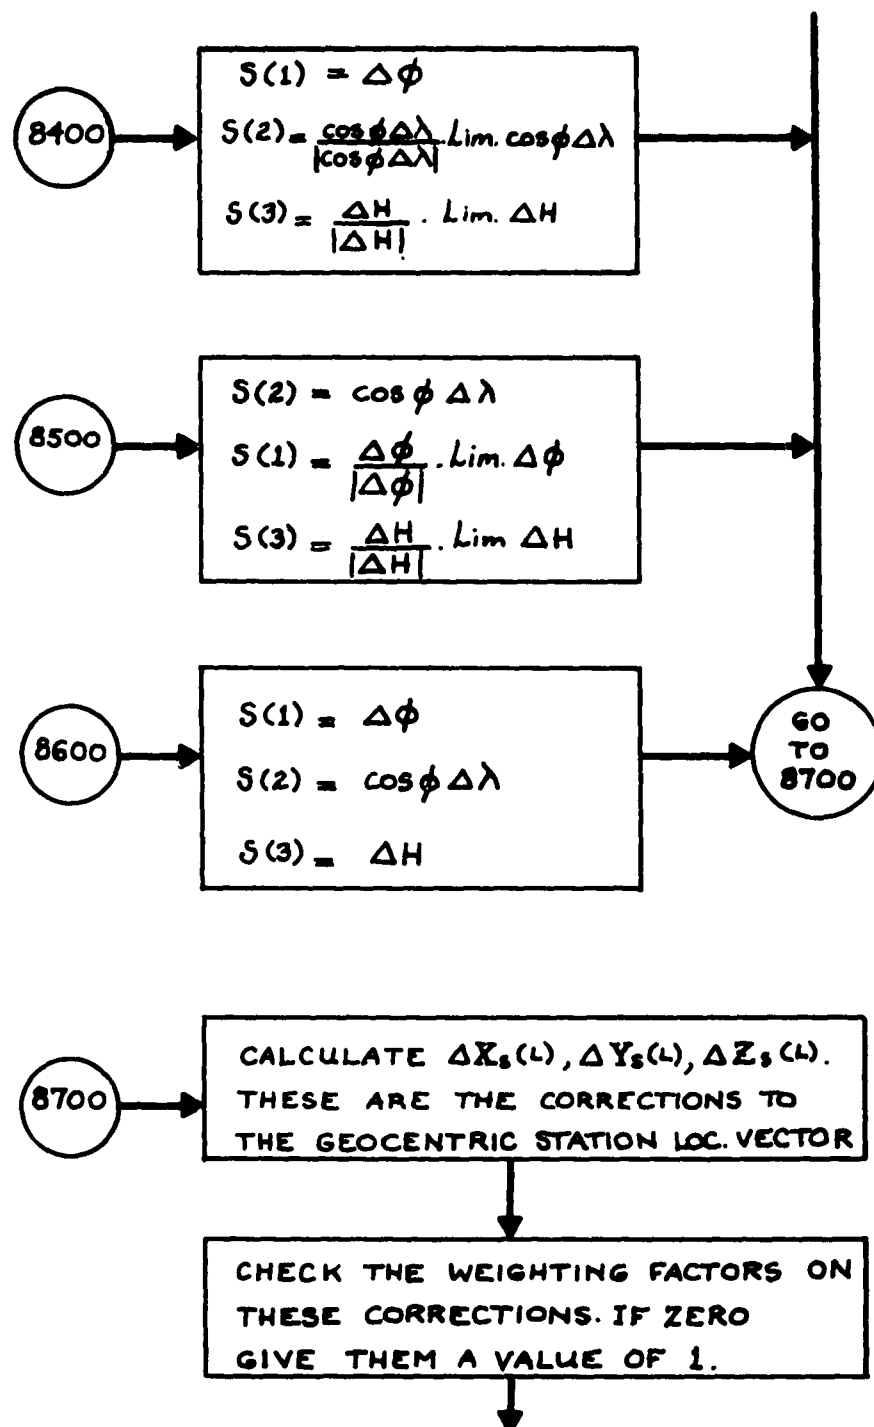 8400
S(1) = Δϕ
S(2) = cosϕΔλ/|cosϕΔλ| . Lim. cosϕΔλ
S(3) = ΔH/|ΔH| . Lim. ΔH
8500
S(2) = cosϕ Δλ
S(1) = Δϕ/|Δϕ| . Lim. Δϕ
S(3) = ΔH/|ΔH| . Lim ΔH
8600
S(1) = Δϕ
S(2) = cosϕ Δλ
S(3) = ΔH
GO
TO
8700
8700
CALCULATE ΔXₛ(L), ΔYₛ(L), ΔZₛ(L).
THESE ARE THE CORRECTIONS TO
THE GEOCENTRIC STATION LOC. VECTOR
CHECK THE WEIGHTING FACTORS ON
THESE CORRECTIONS. IF ZERO
GIVE THEM A VALUE OF 1.